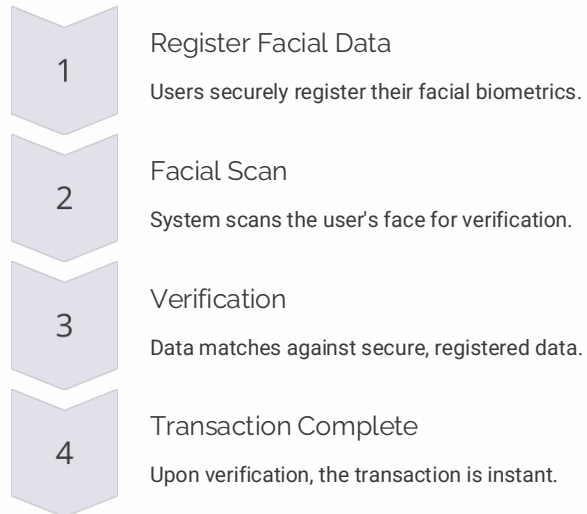 1
Register Facial Data
Users securely register their facial biometrics.
2
Facial Scan
System scans the user's face for verification.
3
Verification
Data matches against secure, registered data.
4
Transaction Complete
Upon verification, the transaction is instant.